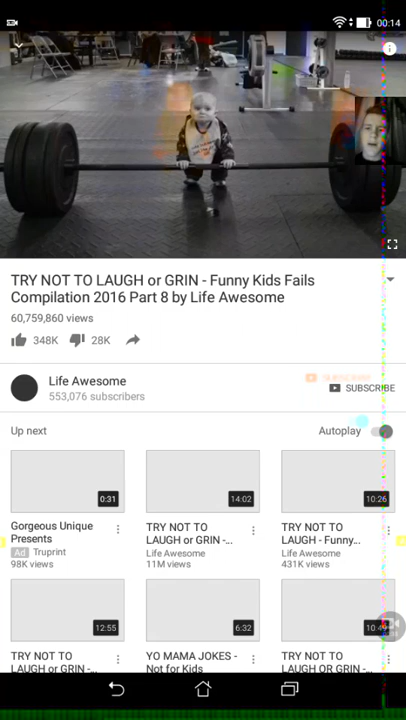 00:14
TRY NOT TO LAUGH or GRIN - Funny Kids Fails
Compilation 2016 Part 8 by Life Awesome
60,759,860 views
348K 28K
Life Awesome
553,076 subscribers
SUBSCRIBE
Up next
Autoplay
0:31
14:02
10:26
Gorgeous Unique
Presents
Ad Truprint
98K views
TRY NOT TO
LAUGH or GRIN -...
Life Awesome
11M views
TRY NOT TO
LAUGH - Funny...
Life Awesome
431K views
12:55
6:32
10:49
TRY NOT TO
LAUGH or GRIN -...
YO MAMA JOKES -
Not for Kids
TRY NOT TO
LAUGH OR GRIN -...